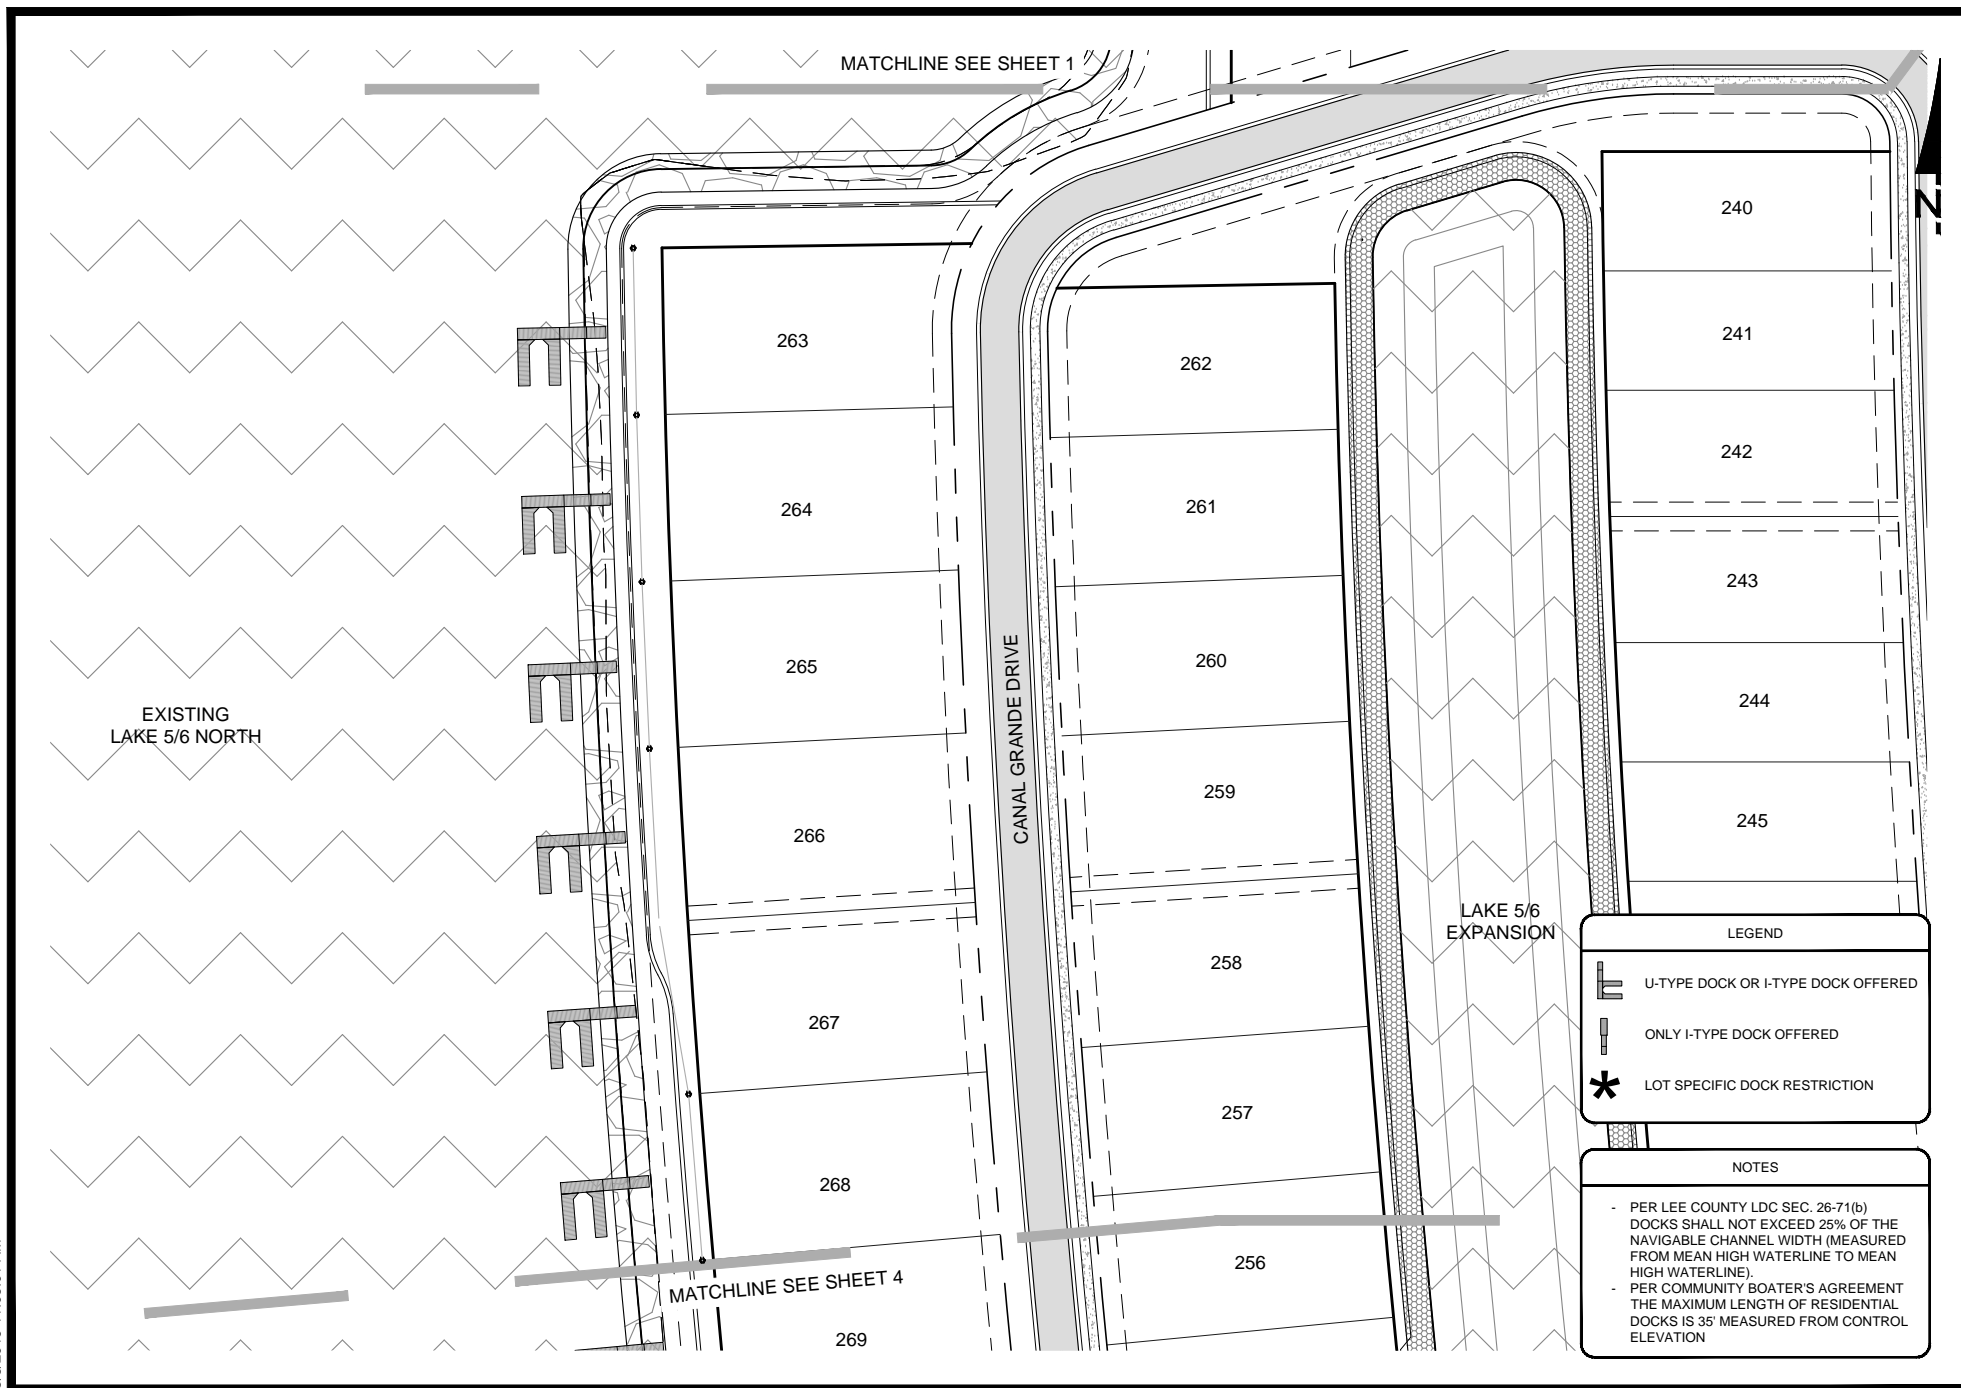 MATCHLINE SEE SHEET 1
N
240
263
241
262
242
264
261
243
CANAL GRANDE DRIVE
265
260
244
EXISTING
LAKE 5/6 NORTH
259
245
266
LAKE 5/6
EXPANSION
258
267
257
268
256
MATCHLINE SEE SHEET 4
269
LEGEND
U-TYPE DOCK OR I-TYPE DOCK OFFERED
ONLY I-TYPE DOCK OFFERED
* LOT SPECIFIC DOCK RESTRICTION
NOTES
- PER LEE COUNTY LDC SEC. 26-71(b)
DOCKS SHALL NOT EXCEED 25% OF THE
NAVIGABLE CHANNEL WIDTH (MEASURED
FROM MEAN HIGH WATERLINE TO MEAN
HIGH WATERLINE).
- PER COMMUNITY BOATER'S AGREEMENT
THE MAXIMUM LENGTH OF RESIDENTIAL
DOCKS IS 35' MEASURED FROM CONTROL
ELEVATION